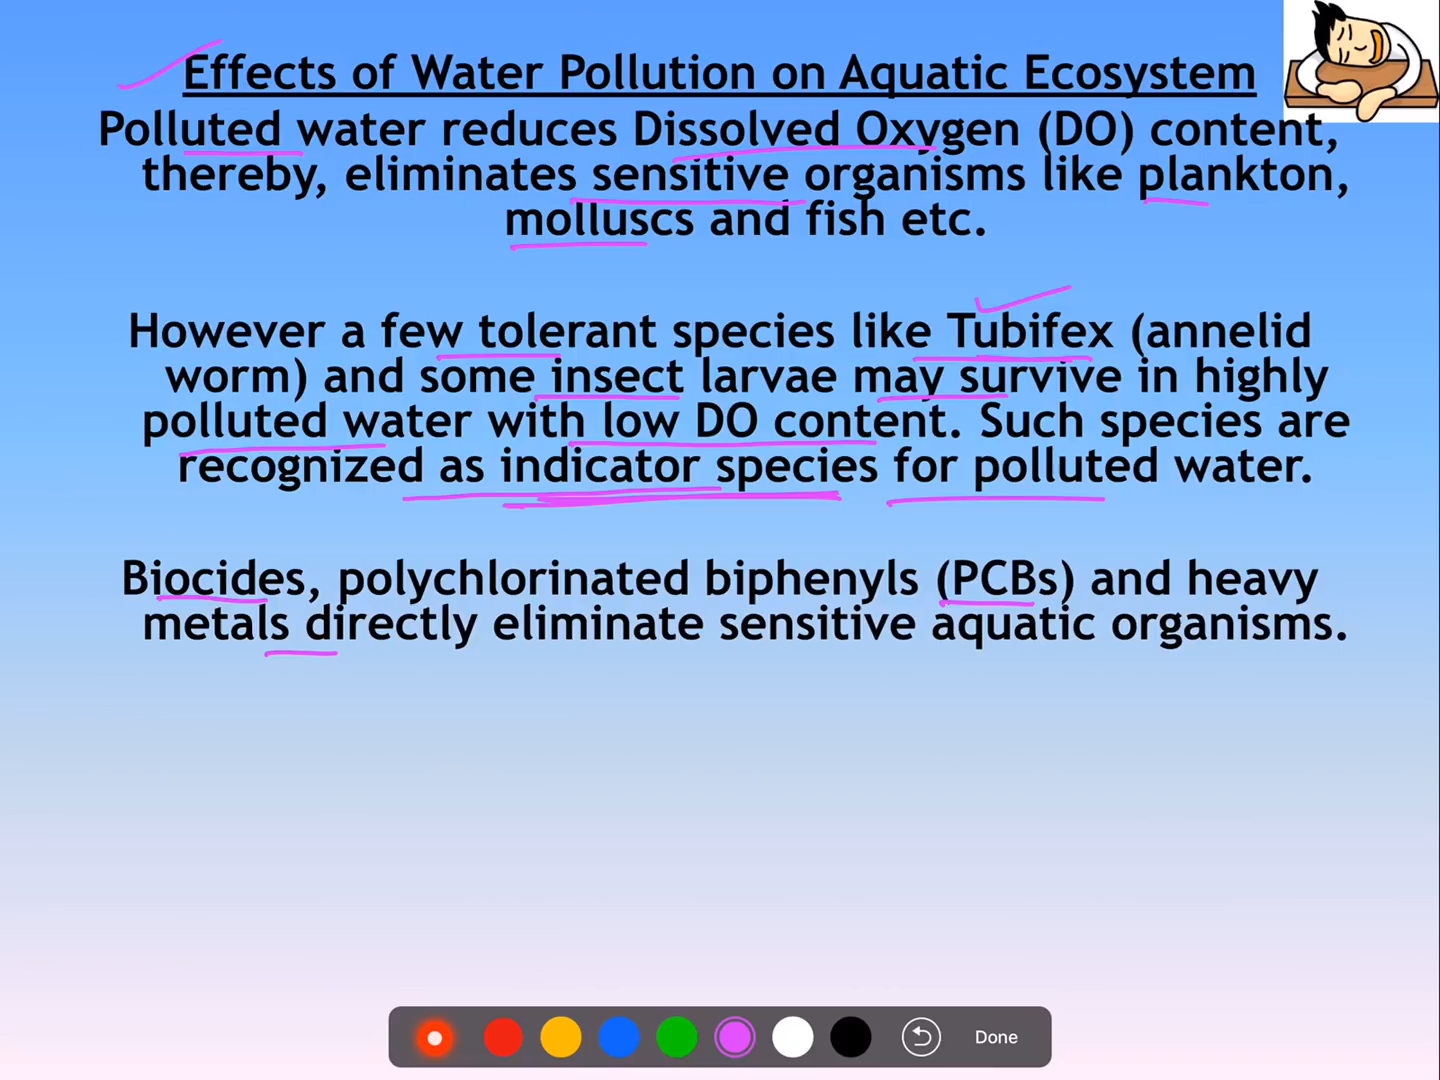 Effects of Water Pollution on Aquatic Ecosystem
Polluted water reduces Dissolved Oxygen (DO) content,
thereby, eliminates sensitive organisms like plankton,
molluscs and fish etc.
However a few tolerant species like Tubifex (annelid
worm) and some insect larvae may survive in highly
polluted water with low DO content. Such species are
recognized as indicator species for polluted water.
Biocides, polychlorinated biphenyls (PCBs) and heavy
metals directly eliminate sensitive aquatic organisms.
Done